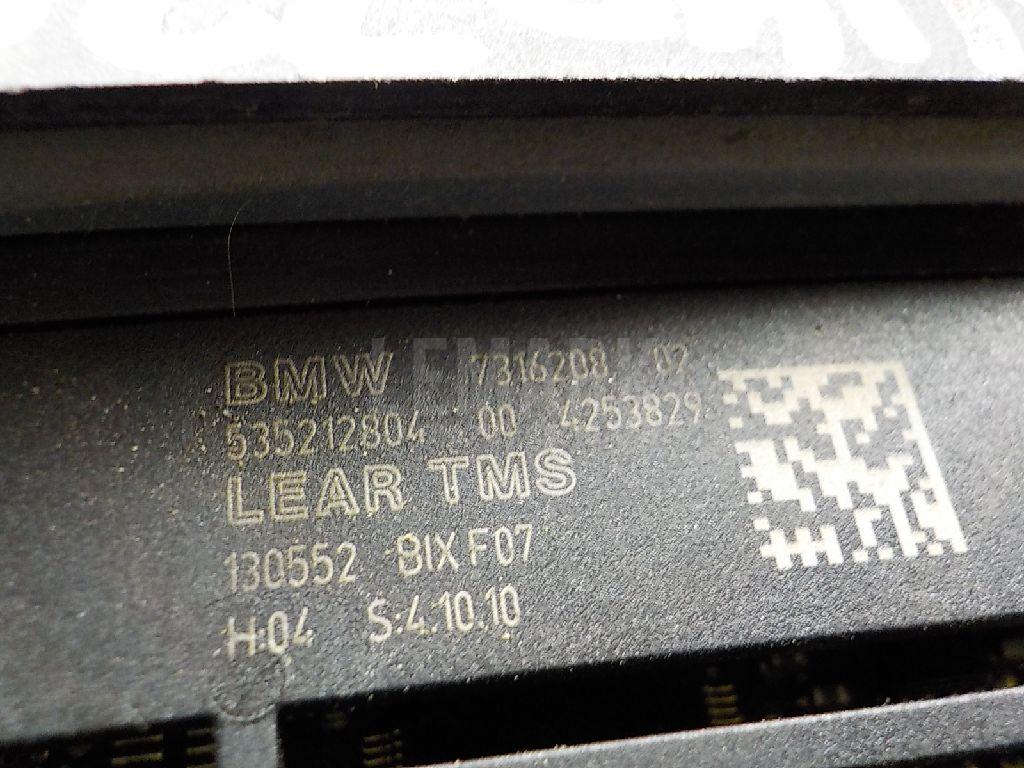 BMW 7316208 02
535212804 00 4253829
LEAR TMS
130552 BIX F07
H:04 S:4.10.10